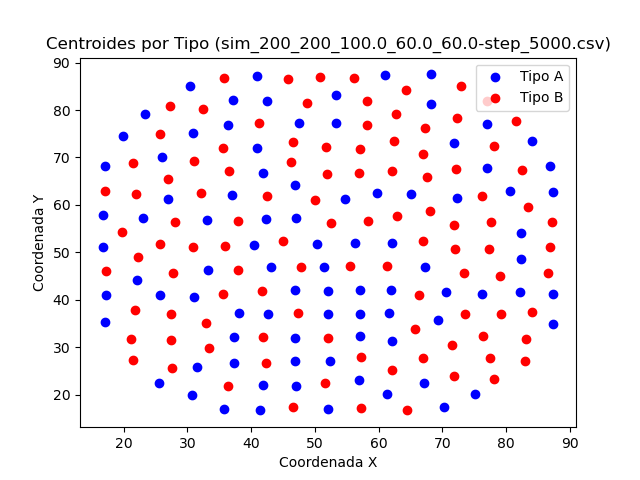 Centroides por Tipo (sim_200_200_100.0_60.0_60.0-step_5000.csv)
Tipo A
Tipo B
Coordenada Y
90
80
70
60
50
40
30
20
20 30 40 50 60 70 80 90
Coordenada X